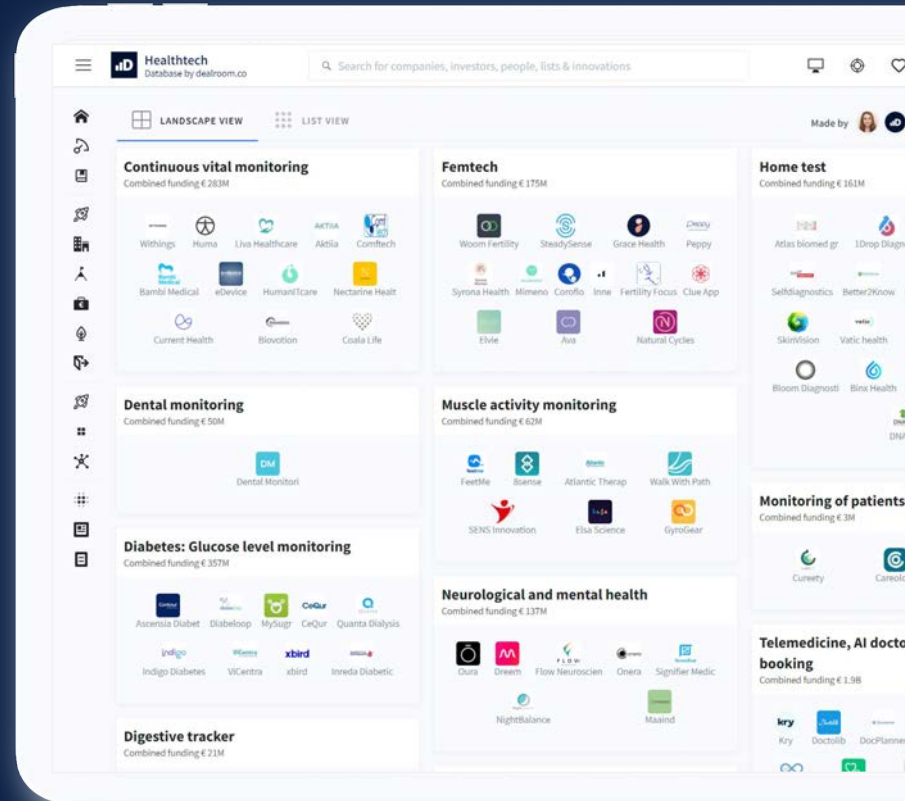 Healthtech
Database by dealroom.co
Search for companies, investors, people, lists & innovations
LANDSCAPE VIEW
LIST VIEW
Made by
Continuous vital monitoring
Combined funding € 283M
Withings Huma Liva Healthcare Aktiia Comftech
Bambi Medical eDevice HumanITcare Nectarine Healt
Current Health Biovotion Coala Life
Dental monitoring
Combined funding € 50M
DM
Dental Monitori
Diabetes: Glucose level monitoring
Combined funding € 357M
Ascensia Diabet Diabeloop MySugr CeQur Quanta Dialysis
Indigo Diabetes ViCentra xbird Inreda Diabetic
Digestive tracker
Combined funding € 21M
Femtech
Combined funding € 175M
Woom Fertility SteadySense Grace Health Peppy
Syrona Health Mimeno Coroflo Inne Fertility Focus Clue App
Elvie Ava Natural Cycles
Muscle activity monitoring
Combined funding € 62M
FeetMe 8sense Atlantic Therap Walk With Path
SENS Innovation Elsa Science GyroGear
Neurological and mental health
Combined funding € 137M
Oura Dreem Flow Neuroscien Onera Signifier Medic
NightBalance Maaind
Home test
Combined funding € 161M
Atlas biomed gr 1Drop Diagn
Selfdiagnostics Better2Know
SkinVision Vatic health
Bloom Diagnosti Binx Health
DNA
Monitoring of patients
Combined funding € 3M
Cureety Careolo
Telemedicine, AI docto
booking
Combined funding € 1.9B
kry
Kry Doctolib DocPlanner